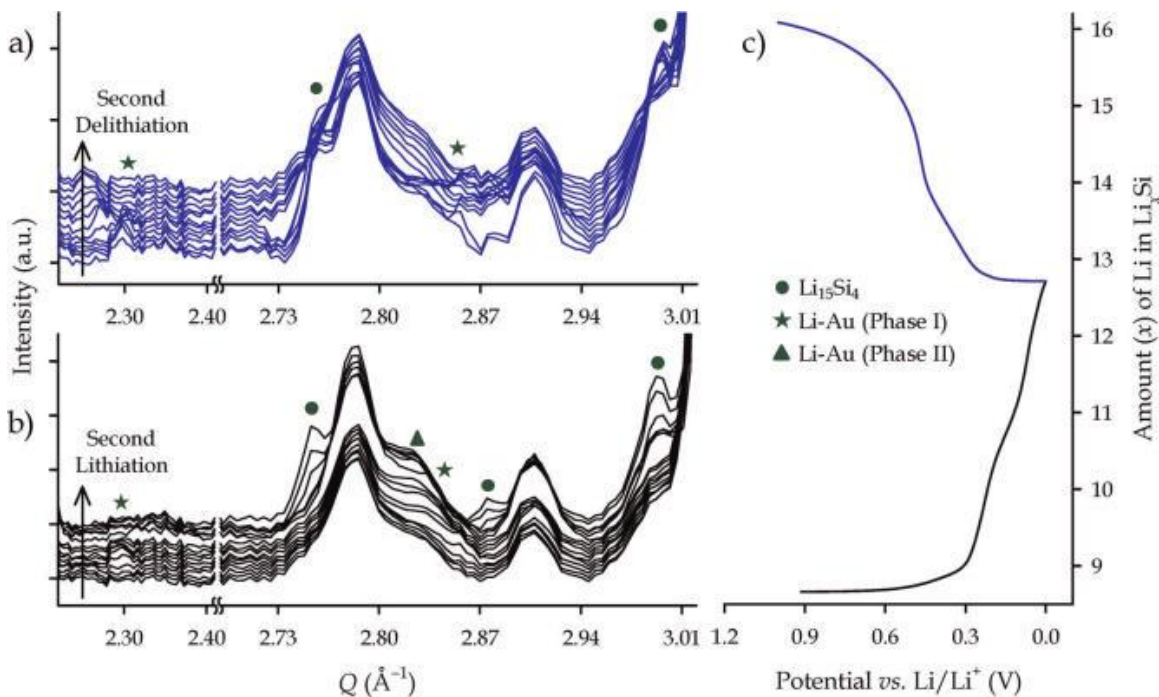 a)
Second
Delithiation
2.30 2.40 2.73 2.80 2.87 2.94 3.01
Intensity (a.u.)
b)
Second
Lithiation
2.30 2.40 2.73 2.80 2.87 2.94 3.01
Q (Å⁻¹)
c)
Li₁₅Si₄
Li-Au (Phase I)
Li-Au (Phase II)
16
15
14
13
12
11
10
9
Amount (x) of Li in LiₓSi
1.2 0.9 0.6 0.3 0.0
Potential vs. Li/Li⁺ (V)